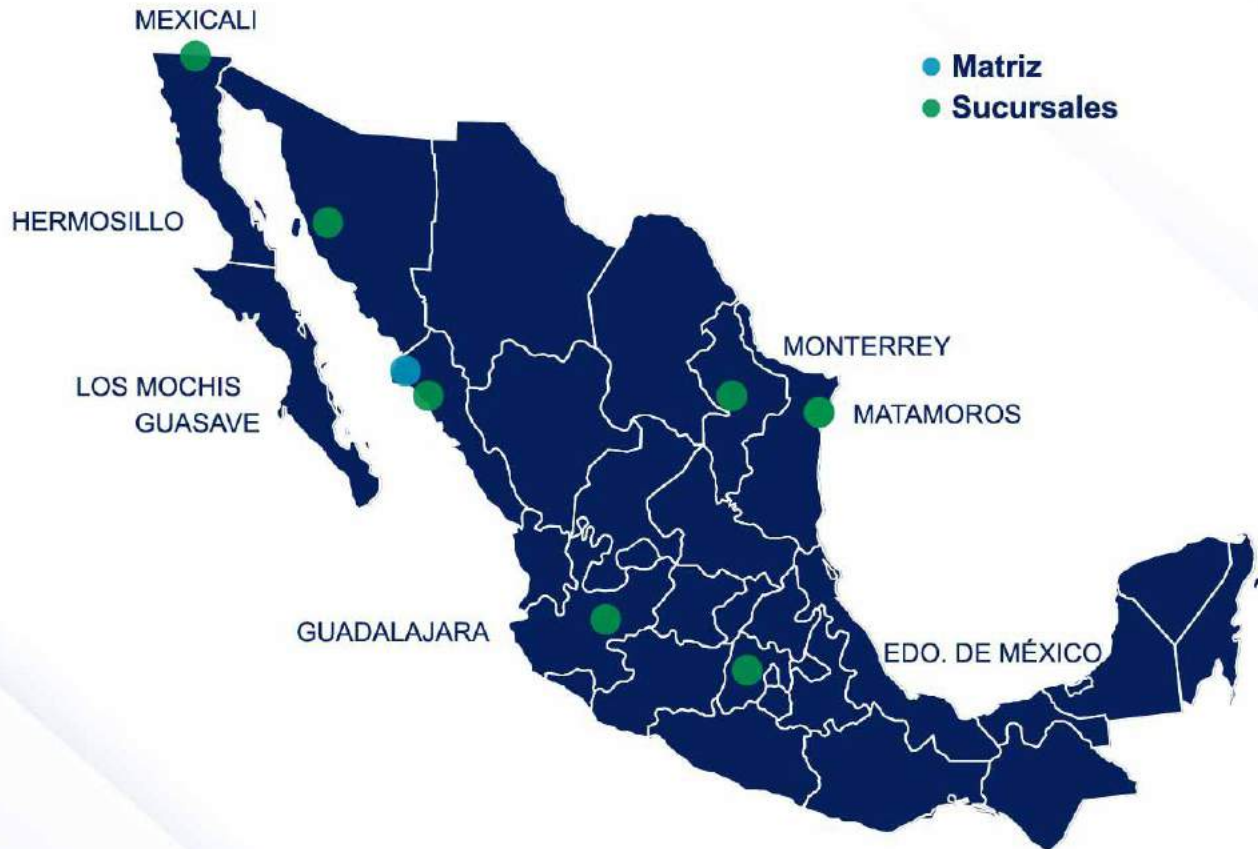 MEXICALI
Matriz
Sucursales
HERMOSILLO
MONTERREY
LOS MOCHIS
GUASAVE
MATAMOROS
GUADALAJARA
EDO. DE MÉXICO